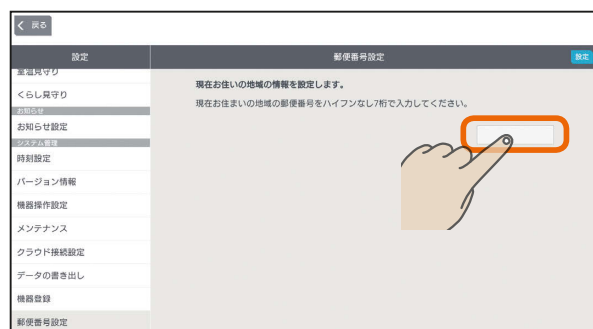 戻る
設定
郵便番号設定
設定
室温見守り
くらし見守り
お知らせ
お知らせ設定
システム管理
時刻設定
バージョン情報
機器操作設定
メンテナンス
クラウド接続設定
データの書き出し
機器登録
郵便番号設定
現在お住いの地域の情報を設定します。
現在お住まいの地域の郵便番号をハイフンなし7桁で入力してください。